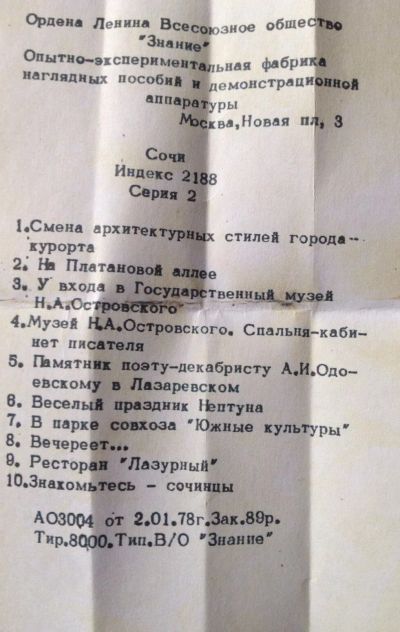 Ордена Ленина Всесоюзное общество
"Знание"
Опытно-экспериментальная фабрика
наглядных пособий и демонстрационной
аппаратуры
Москва,Новая пл, 3
Сочи
Индекс 2188
Серия 2
1.Смена архитектурных стилей города-
курорта
2. На Платановой аллее
3. У входа в Государственный музей
Н.А.Островского
4.Музей Н.А.Островского. Спальня-каби-
нет писателя
5. Памятник поэту-декабристу А.И.Одо-
евскому в Лазаревском
6. Веселый праздник Нептуна
7. В парке совхоза "Южные культуры"
8. Вечереет...
9. Ресторан "Лазурный"
10.Знакомьтесь - сочинцы
АО3004 от 2.01.78г.Зак.89р.
Тир.8000.Тип.В/О "Знание"